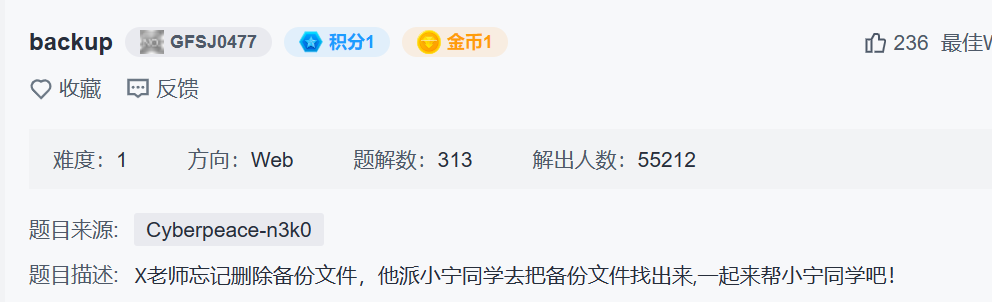 backup GFSJ0477 积分1 金币1 236 最佳W
收藏 反馈
难度：1 方向：Web 题解数：313 解出人数：55212
题目来源: Cyberpeace-n3k0
题目描述: X老师忘记删除备份文件，他派小宁同学去把备份文件找出来,一起来帮小宁同学吧！